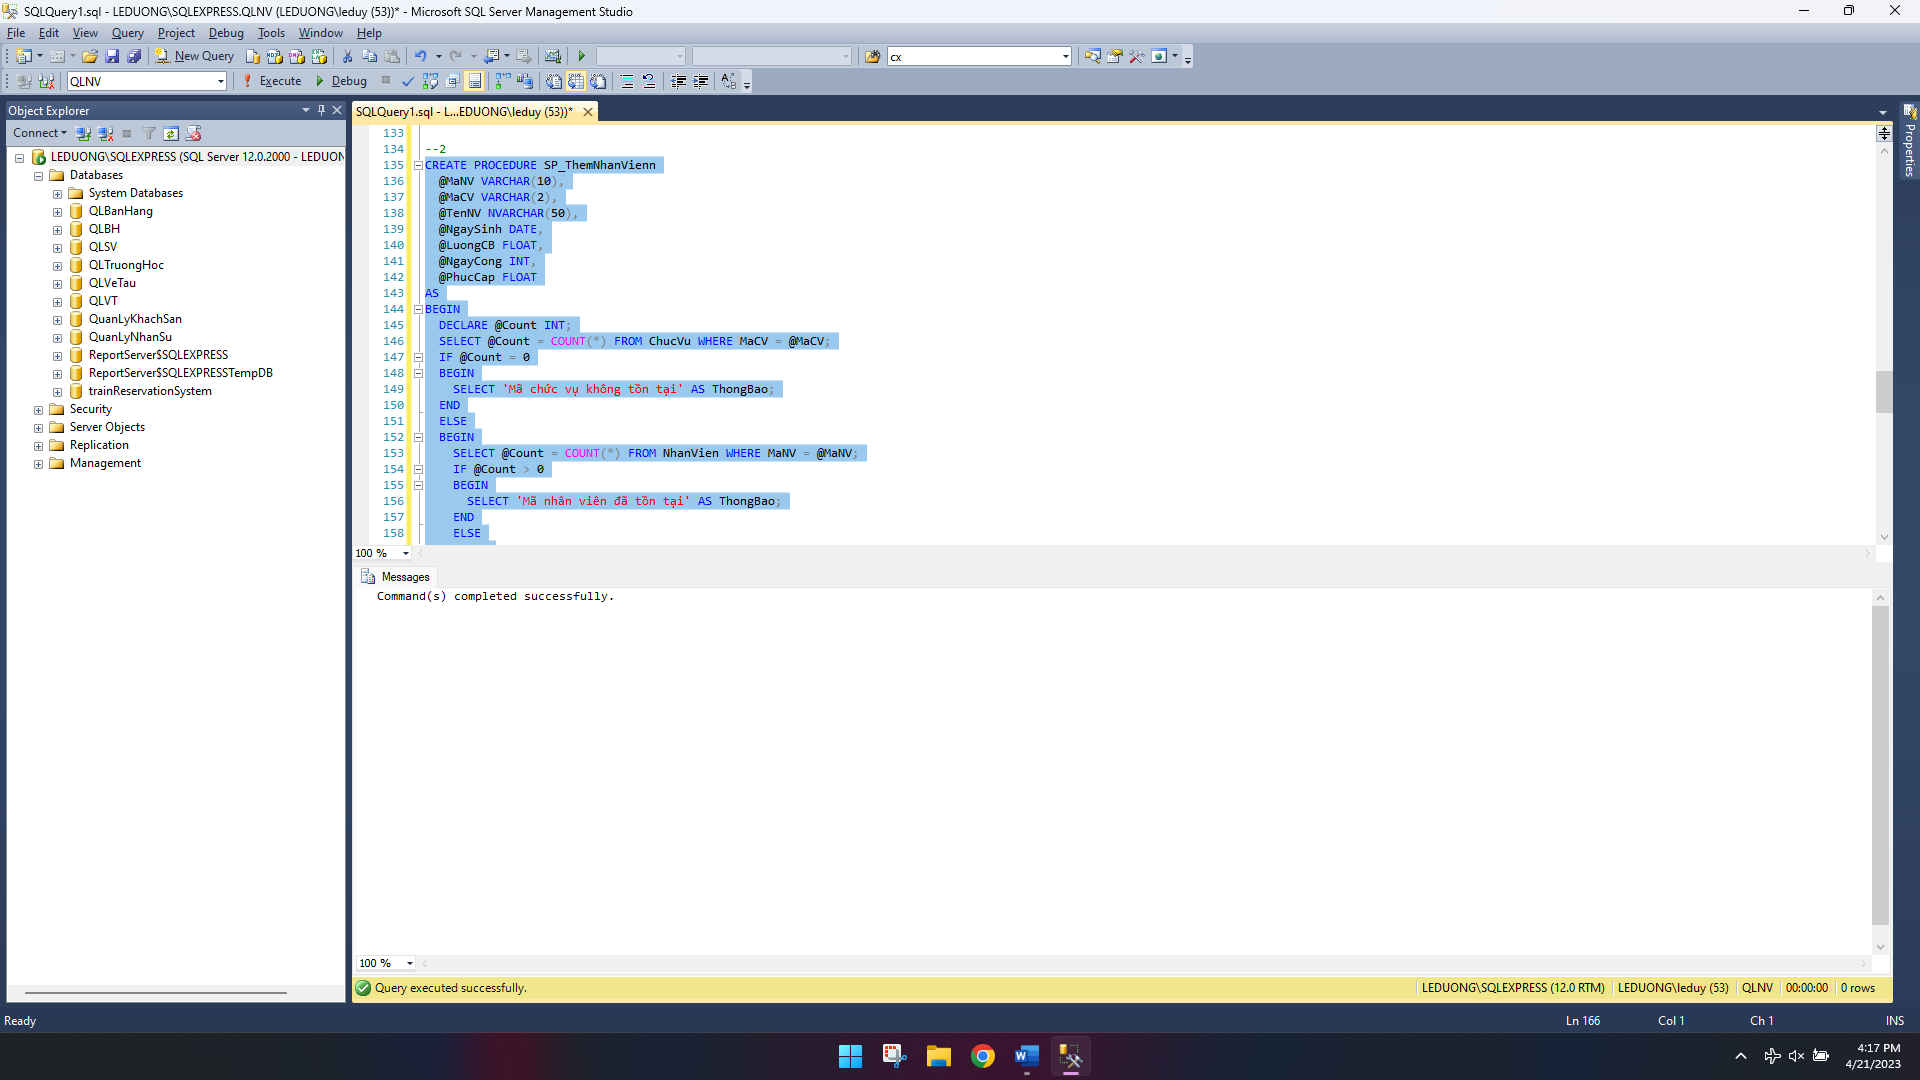 SQLQuery1.sql - LEDUONG\SQLEXPRESS.QLNV (LEDUONG\leduy (53))* - Microsoft SQL Server Management Studio
File Edit View Query Project Debug Tools Window Help
New Query
cx
QLNV
Execute
Debug
Object Explorer
Connect
LEDUONG\SQLEXPRESS (SQL Server 12.0.2000 - LEDUON
Databases
System Databases
QLBanHang
QLBH
QLSV
QLTruongHoc
QLVeTau
QLVT
QuanLyKhachSan
QuanLyNhanSu
ReportServer$SQLEXPRESS
ReportServer$SQLEXPRESSTempDB
trainReservationSystem
Security
Server Objects
Replication
Management
SQLQuery1.sql - L...EDUONG\leduy (53))*
133
134 --2
135 CREATE PROCEDURE SP_ThemNhanVienn
136 @MaNV VARCHAR(10),
137 @MaCV VARCHAR(2),
138 @TenNV NVARCHAR(50),
139 @NgaySinh DATE,
140 @LuongCB FLOAT,
141 @NgayCong INT,
142 @PhucCap FLOAT
143 AS
144 BEGIN
145 DECLARE @Count INT;
146 SELECT @Count = COUNT(*) FROM ChucVu WHERE MaCV = @MaCV;
147 IF @Count = 0
148 BEGIN
149 SELECT 'Mã chức vụ không tồn tại' AS ThongBao;
150 END
151 ELSE
152 BEGIN
153 SELECT @Count = COUNT(*) FROM NhanVien WHERE MaNV = @MaNV;
154 IF @Count > 0
155 BEGIN
156 SELECT 'Mã nhân viên đã tồn tại' AS ThongBao;
157 END
158 ELSE
100 %
Messages
Command(s) completed successfully.
100 %
Query executed successfully.
LEDUONG\SQLEXPRESS (12.0 RTM) LEDUONG\leduy (53) QLNV 00:00:00 0 rows
Properties
Ready
Ln 166 Col 1 Ch 1 INS
4:17 PM
4/21/2023